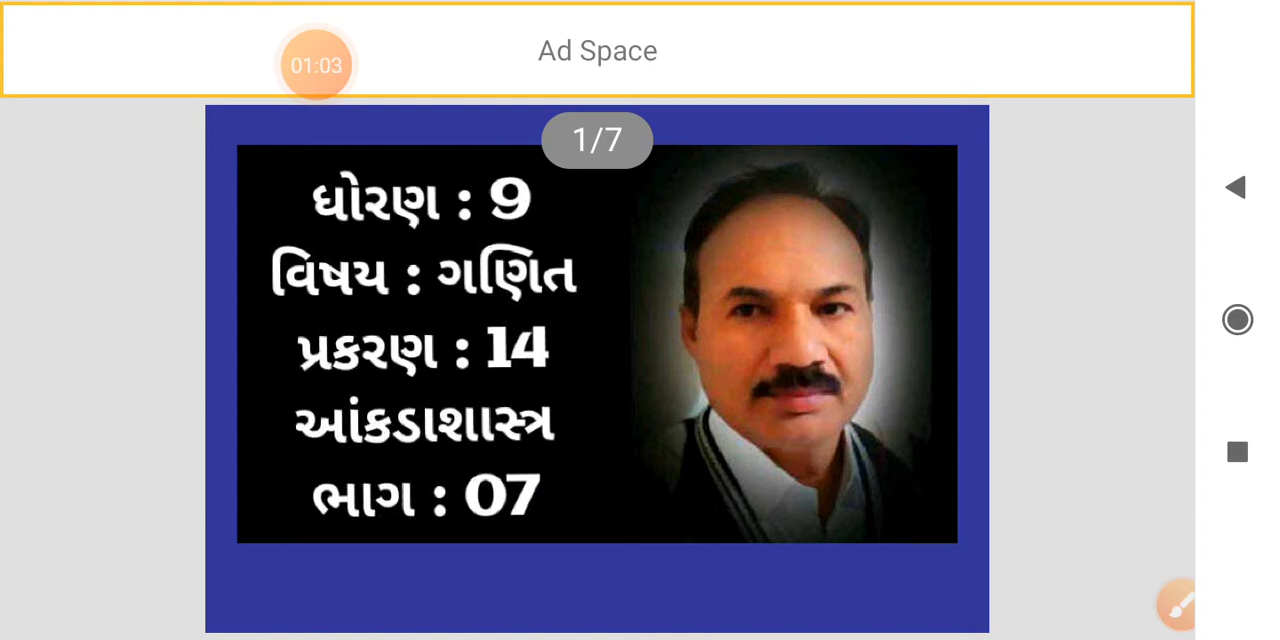 Ad Space
01:03
1/7
ધોરણ : 9
વિષય : ગણિત
પ્રકરણ : 14
આંકડાશાસ્ત્ર
ભાગ : 07